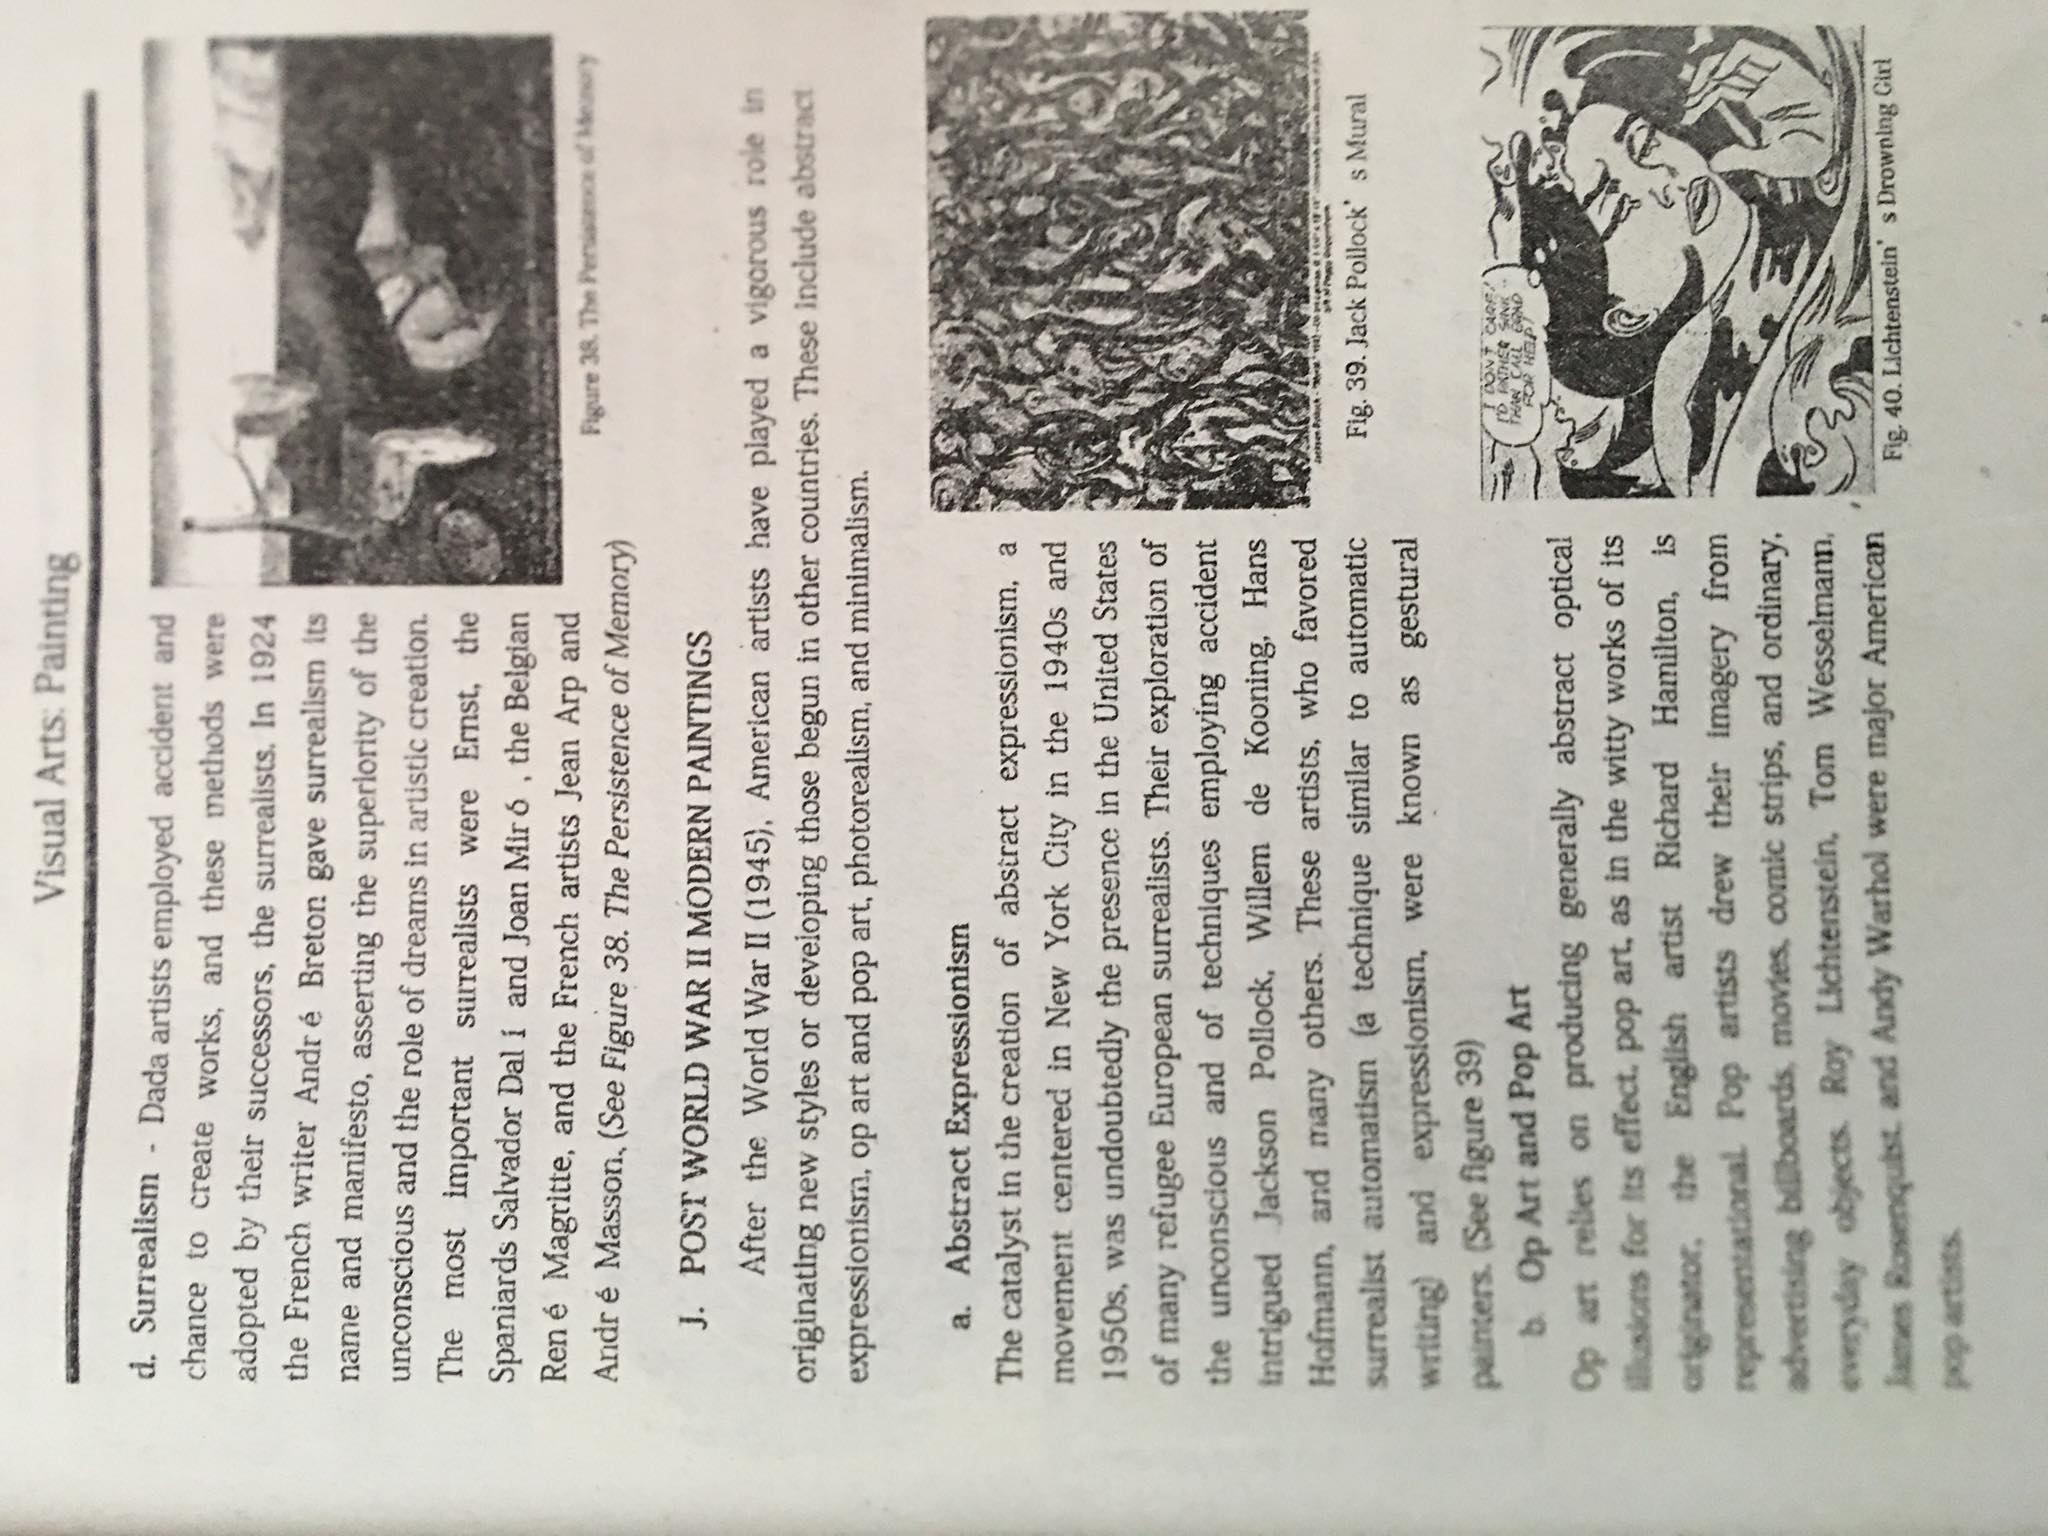 Visual Arts: Painting
d. Surrealism - Dada artists employed accident and
chance to create works, and these methods were
adopted by their successors, the surrealists. In 1924
the French writer Andr é Breton gave surrealism its
name and manifesto, asserting the superiority of the
unconscious and the role of dreams in artistic creation.
The most important surrealists were Ernst, the
Spaniards Salvador Dal í and Joan Mir ó , the Belgian
Ren é Magritte, and the French artists Jean Arp and
Andr é Masson. (See Figure 38. The Persistence of Memory)
Figure 38. The Persistence of Memory
J. POST WORLD WAR II MODERN PAINTINGS
After the World War II (1945), American artists have played a vigorous role in
originating new styles or developing those begun in other countries. These include abstract
expressionism, op art and pop art, photorealism, and minimalism.
a. Abstract Expressionism
The catalyst in the creation of abstract expressionism, a
movement centered in New York City in the 1940s and
1950s, was undoubtedly the presence in the United States
of many refugee European surrealists. Their exploration of
the unconscious and of techniques employing accident
intrigued Jackson Pollock, Willem de Kooning, Hans
Hofmann, and many others. These artists, who favored
surrealist automatism (a technique similar to automatic
writing) and expressionism, were known as gestural
painters. (See figure 39)
Fig. 39. Jack Pollock' s Mural
b. Op Art and Pop Art
Op art relies on producing generally abstract optical
illusions for its effect, pop art, as in the witty works of its
originator, the English artist Richard Hamilton, is
representational. Pop artists drew their imagery from
advertising billboards, movies, comic strips, and ordinary,
everyday objects. Roy Lichtenstein, Tom Wesselmann,
James Rosenquist, and Andy Warhol were major American
pop artists.
I DON'T CARE!
I'D RATHER SINK --
THAN CALL BRAD
FOR HELP!
Fig. 40. Lichtenstein' s Drowning Girl